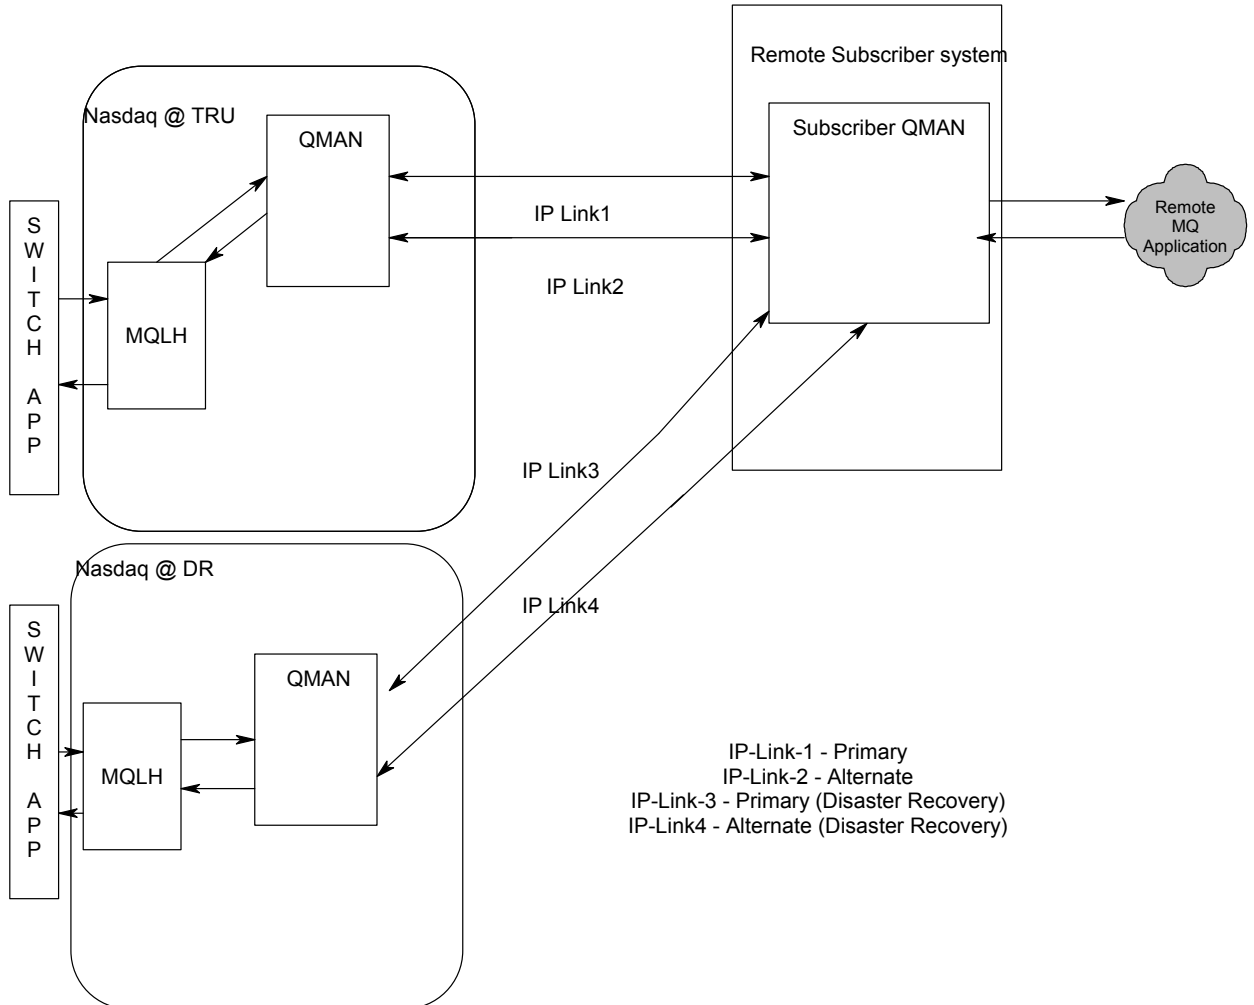 Remote Subscriber system
Nasdaq @ TRU
QMAN
Subscriber QMAN
IP Link1
IP Link2
Remote
MQ
Application
S
W
I
T
C
H
A
P
P
MQLH
IP Link3
Nasdaq @ DR
IP Link4
S
W
I
T
C
H
A
P
P
QMAN
MQLH
IP-Link-1 - Primary
IP-Link-2 - Alternate
IP-Link-3 - Primary (Disaster Recovery)
IP-Link4 - Alternate (Disaster Recovery)